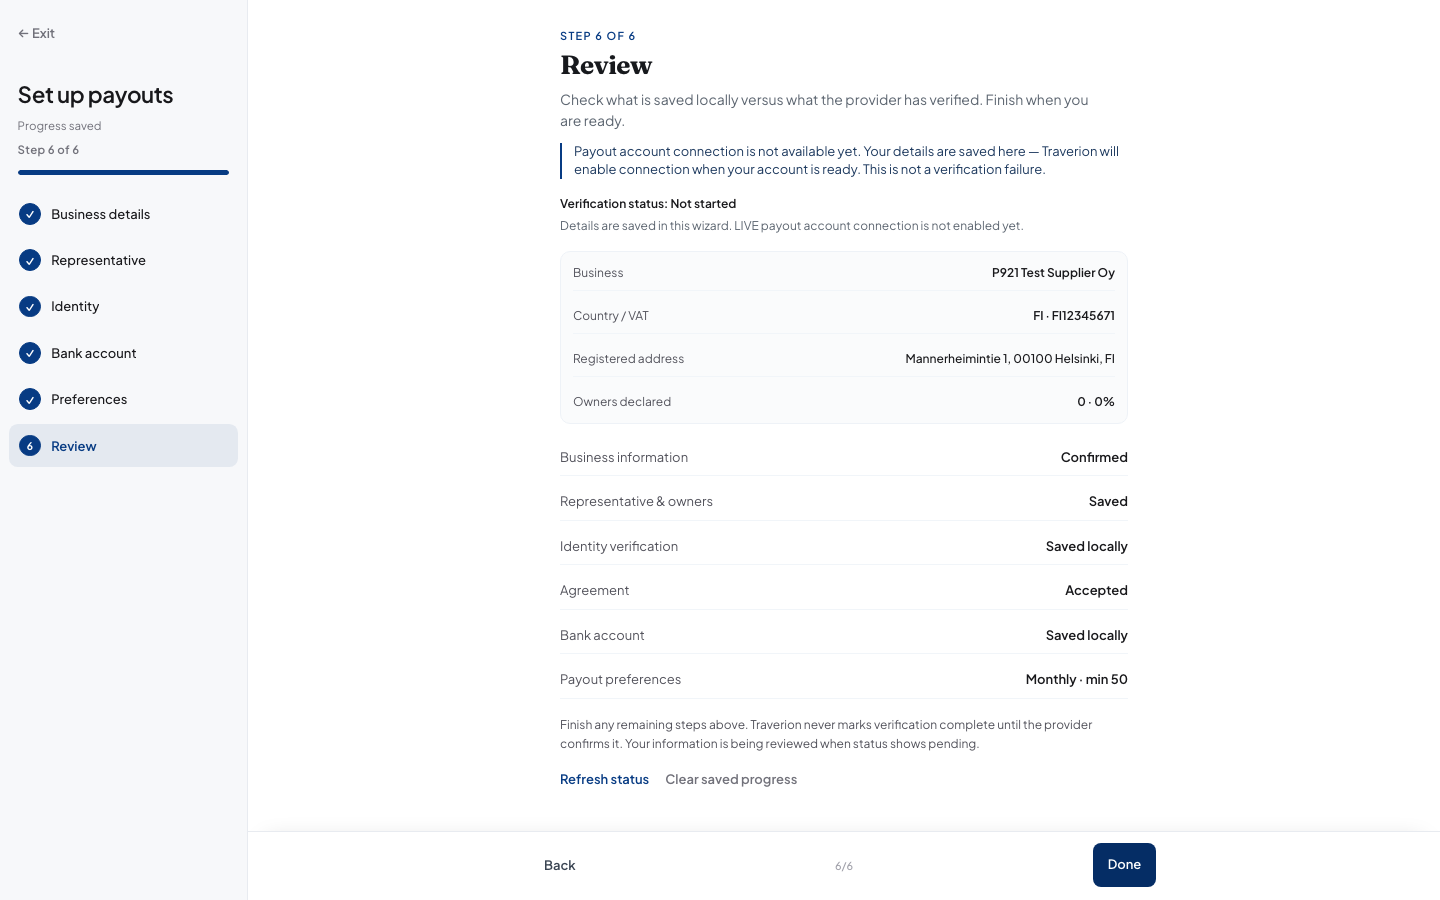 ← Exit
Set up payouts
Progress saved
Step 6 of 6
Business details
Representative
Identity
Bank account
Preferences
6 Review
STEP 6 OF 6
Review
Check what is saved locally versus what the provider has verified. Finish when you
are ready.
Payout account connection is not available yet. Your details are saved here — Traverion will
enable connection when your account is ready. This is not a verification failure.
Verification status: Not started
Details are saved in this wizard. LIVE payout account connection is not enabled yet.
Business P921 Test Supplier Oy
Country / VAT FI · FI12345671
Registered address Mannerheimintie 1, 00100 Helsinki, FI
Owners declared 0 · 0%
Business information Confirmed
Representative & owners Saved
Identity verification Saved locally
Agreement Accepted
Bank account Saved locally
Payout preferences Monthly · min 50
Finish any remaining steps above. Traverion never marks verification complete until the provider
confirms it. Your information is being reviewed when status shows pending.
Refresh status Clear saved progress
Back 6/6 Done